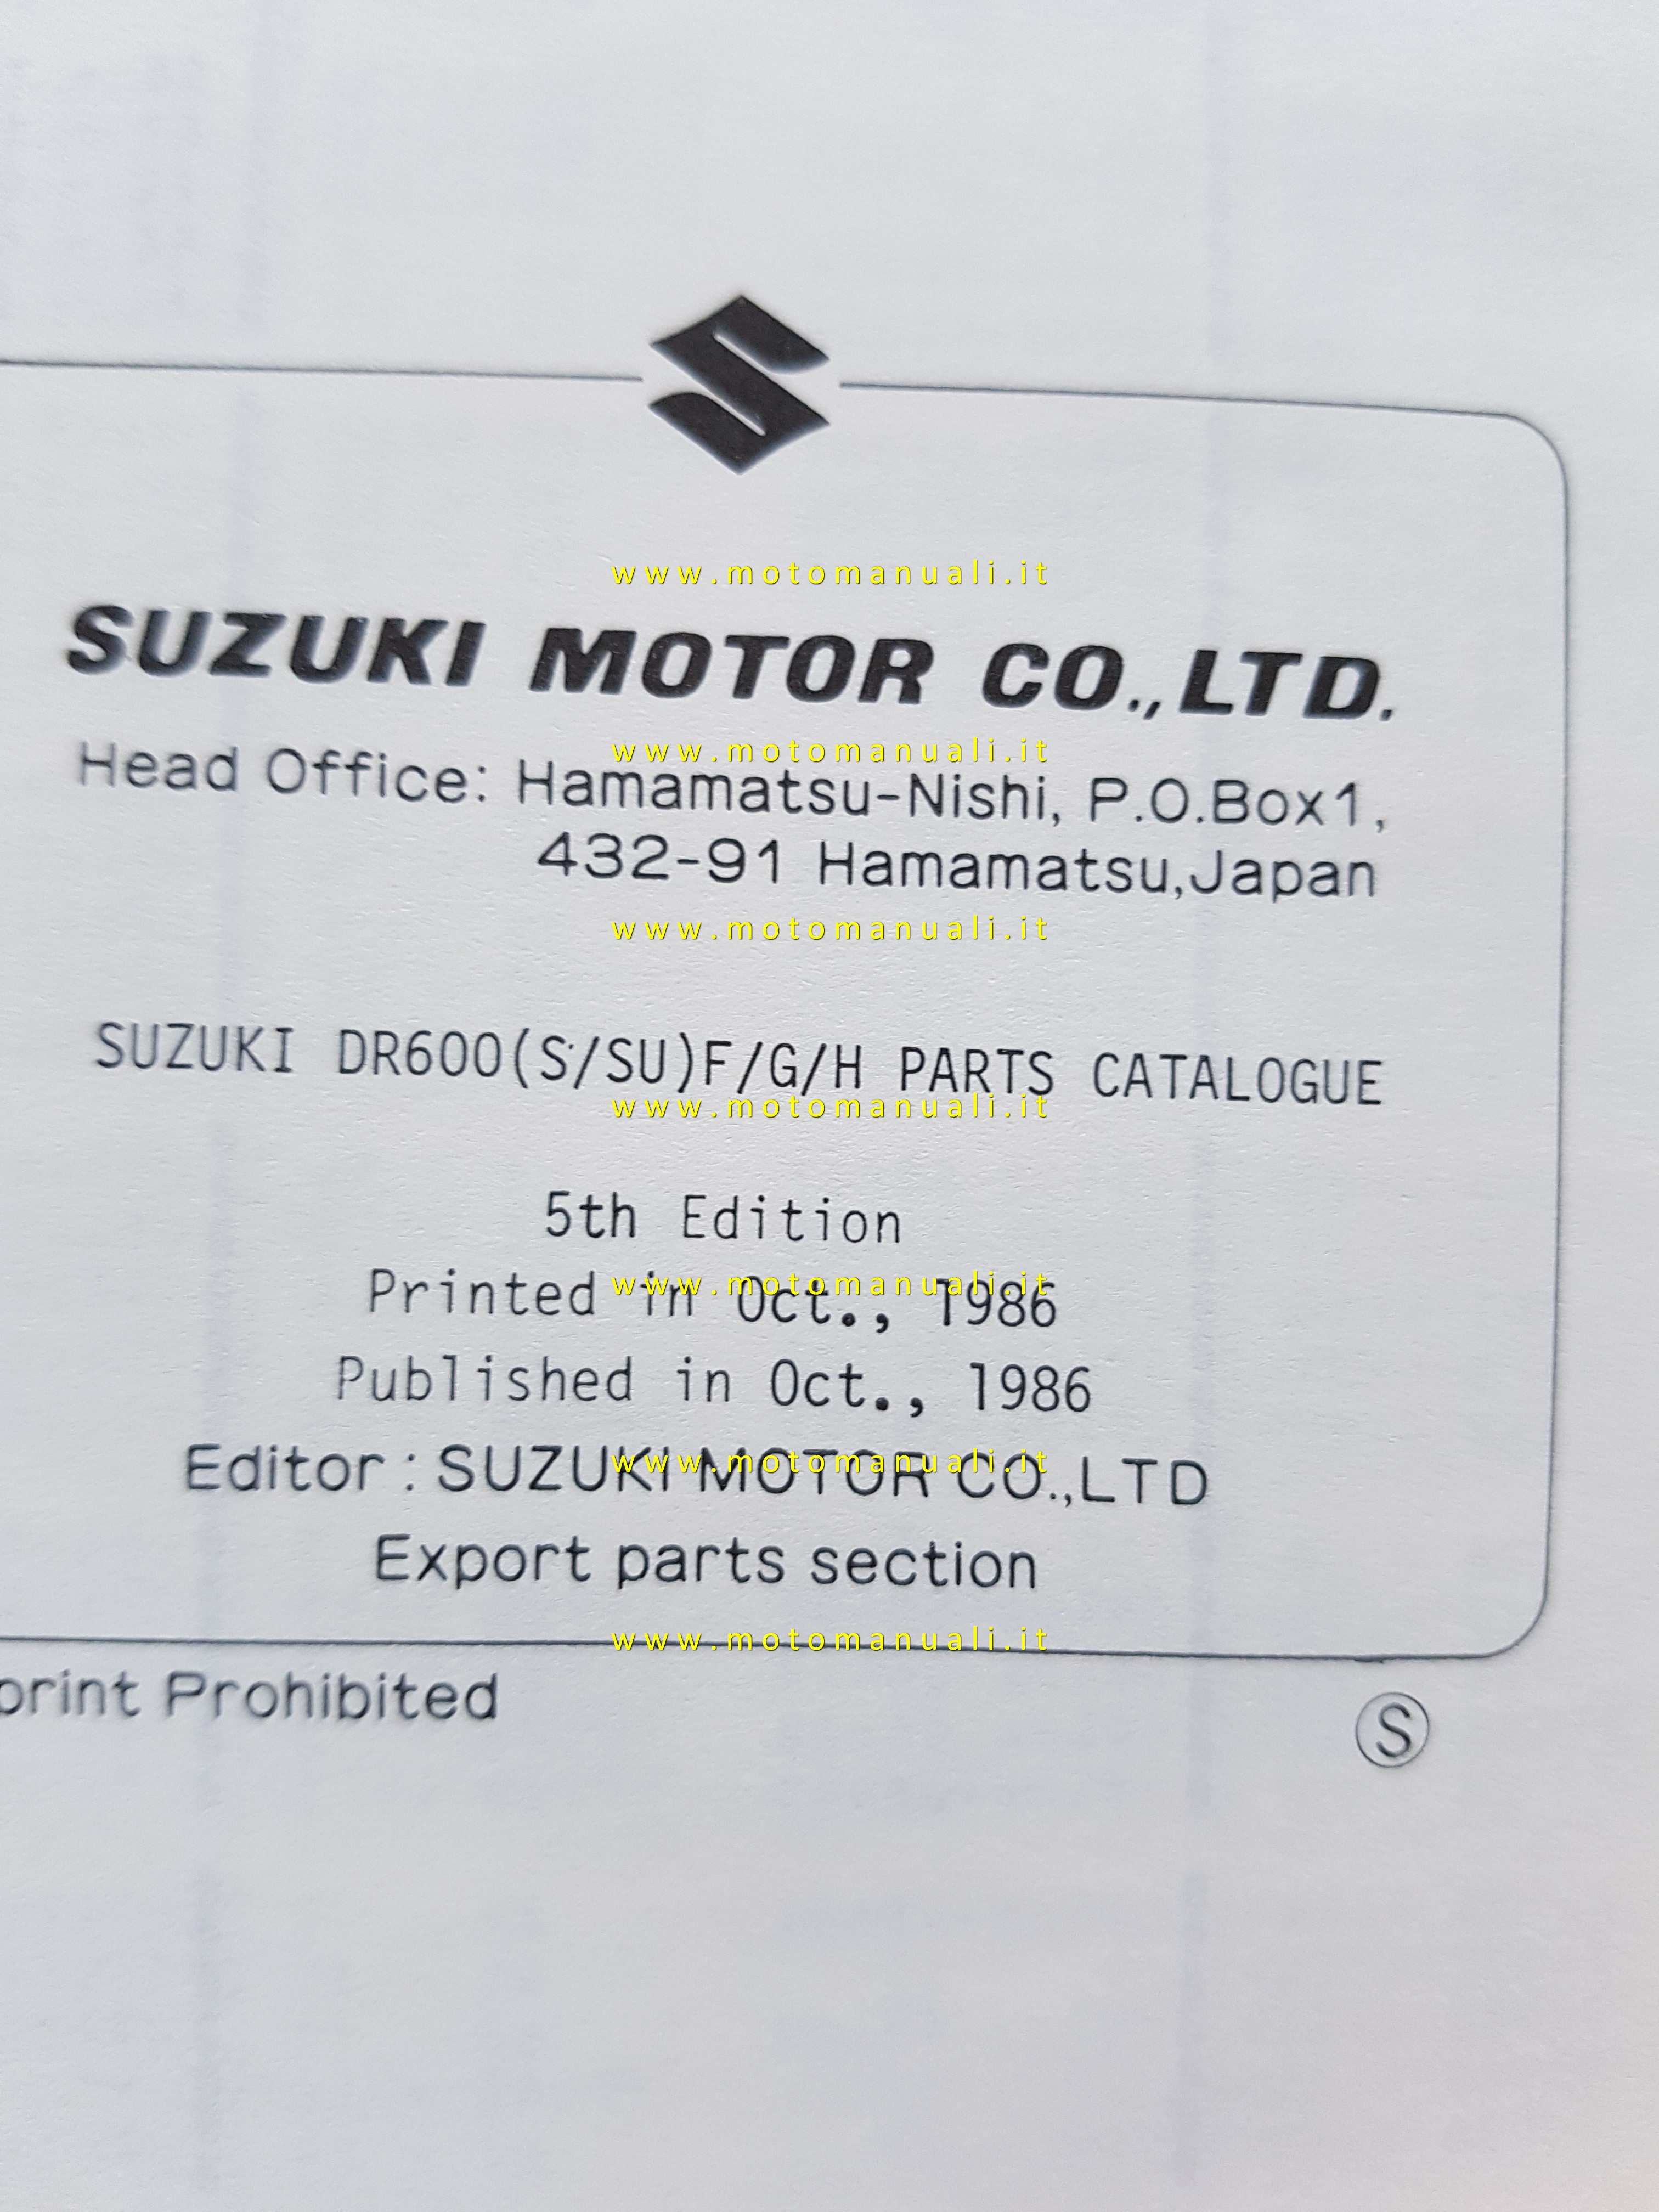 www.motomanuali.it
SUZUKI MOTOR CO.,LTD.
www.motomanuali.it
Head Office: Hamamatsu-Nishi, P.O.Box1,
432-91 Hamamatsu,Japan
www.motomanuali.it
SUZUKI DR600(S/SU)F/G/H PARTS CATALOGUE
www.motomanuali.it
5th Edition
www.motomanuali.it
Printed in Oct., 1986
Published in Oct., 1986
www.motomanuali.it
Editor : SUZUKI MOTOR CO.,LTD
Export parts section
www.motomanuali.it
print Prohibited
Ⓢ